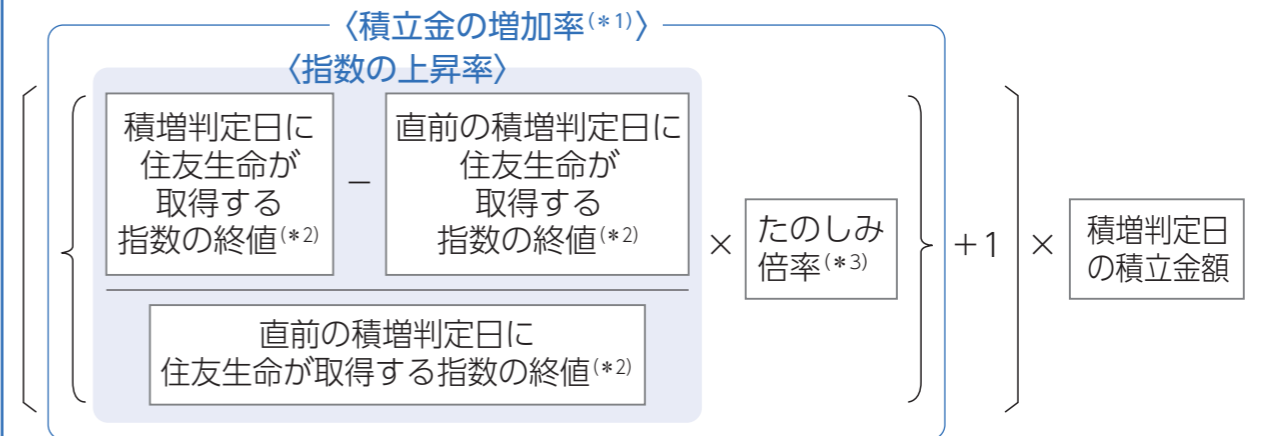 〈積立金の増加率(*1)〉
〈指数の上昇率〉
積増判定日に
住友生命が
取得する
指数の終値(*2)
−
直前の積増判定日に
住友生命が
取得する
指数の終値(*2)
直前の積増判定日に
住友生命が取得する指数の終値(*2)
×
たのしみ
倍率(*3)
+1
×
積増判定日
の積立金額